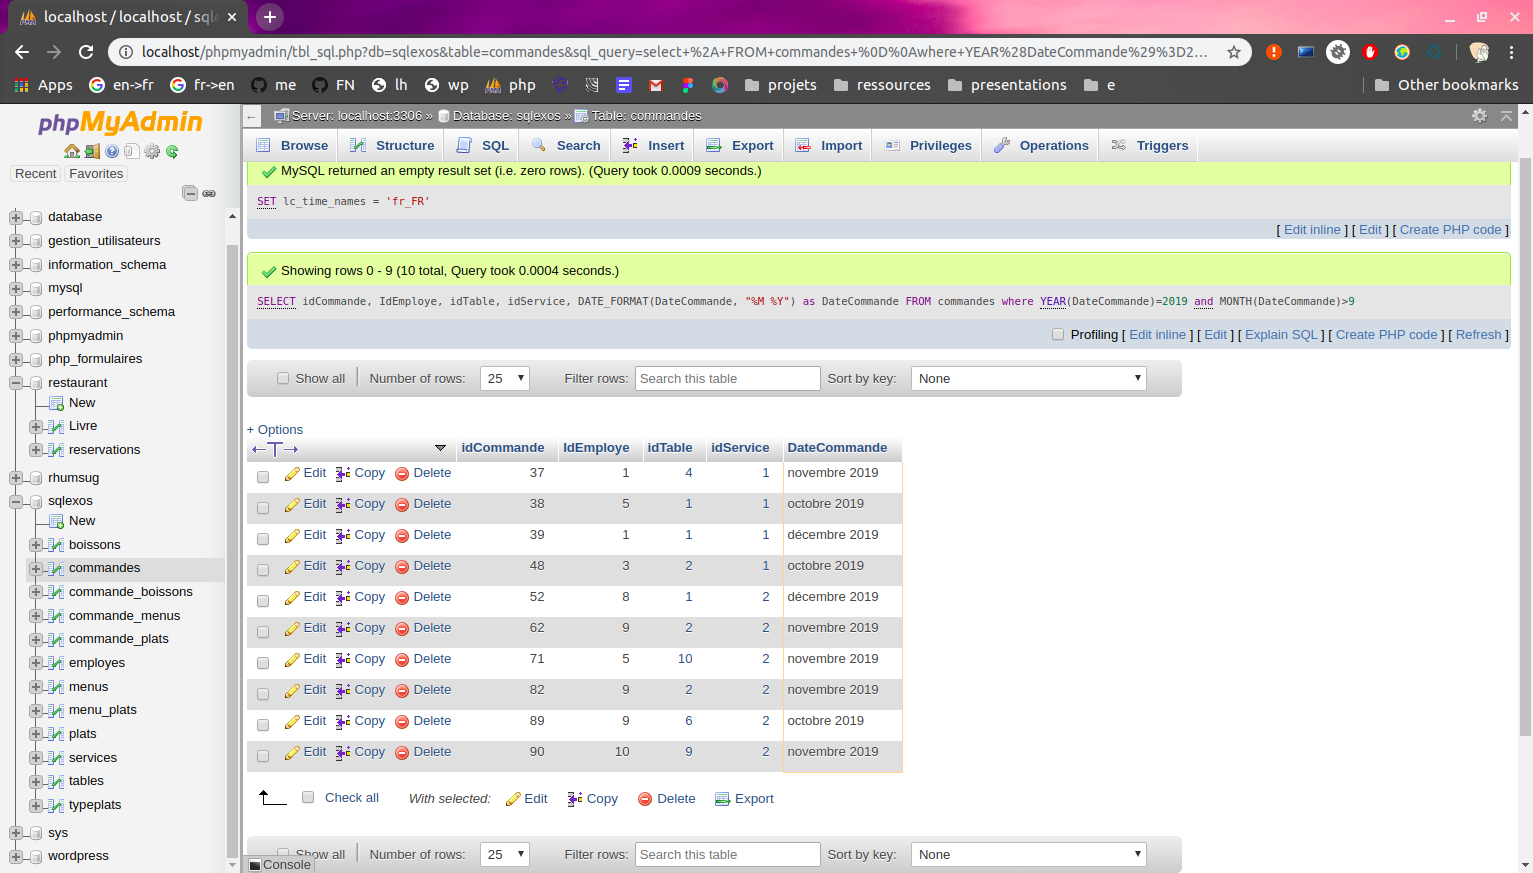 localhost / localhost / sqle
localhost/phpmyadmin/tbl_sql.php?db=sqlexos&table=commandes&sql_query=select+%2A+FROM+commandes+%0D%0Awhere+YEAR%28DateCommande%29%3D2...
Apps en->fr fr->en me FN lh wp php projets ressources presentations e Other bookmarks
phpMyAdmin
Recent Favorites
database
gestion_utilisateurs
information_schema
mysql
performance_schema
phpmyadmin
php_formulaires
restaurant
New
Livre
reservations
rhumsug
sqlexos
New
boissons
commandes
commande_boissons
commande_menus
commande_plats
employes
menus
menu_plats
plats
services
tables
typeplats
sys
wordpress
Server: localhost:3306 » Database: sqlexos » Table: commandes
Browse Structure SQL Search Insert Export Import Privileges Operations Triggers
MySQL returned an empty result set (i.e. zero rows). (Query took 0.0009 seconds.)
SET lc_time_names = 'fr_FR'
[ Edit inline ] [ Edit ] [ Create PHP code ]
Showing rows 0 - 9 (10 total, Query took 0.0004 seconds.)
SELECT idCommande, IdEmploye, idTable, idService, DATE_FORMAT(DateCommande, "%M %Y") as DateCommande FROM commandes where YEAR(DateCommande)=2019 and MONTH(DateCommande)>9
Profiling [ Edit inline ] [ Edit ] [ Explain SQL ] [ Create PHP code ] [ Refresh ]
Show all Number of rows: 25 Filter rows: Search this table Sort by key: None
+ Options
idCommande IdEmploye idTable idService DateCommande
Edit Copy Delete 37 1 4 1 novembre 2019
Edit Copy Delete 38 5 1 1 octobre 2019
Edit Copy Delete 39 1 1 1 décembre 2019
Edit Copy Delete 48 3 2 1 octobre 2019
Edit Copy Delete 52 8 1 2 décembre 2019
Edit Copy Delete 62 9 2 2 novembre 2019
Edit Copy Delete 71 5 10 2 novembre 2019
Edit Copy Delete 82 9 2 2 novembre 2019
Edit Copy Delete 89 9 6 2 octobre 2019
Edit Copy Delete 90 10 9 2 novembre 2019
Check all With selected: Edit Copy Delete Export
Show all Number of rows: 25 Filter rows: Search this table Sort by key: None
Console